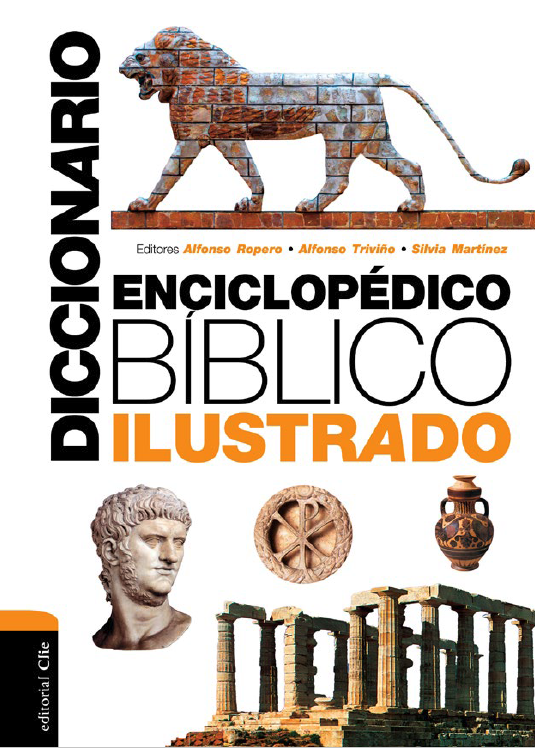 DICCIONARIO
Editores Alfonso Ropero • Alfonso Triviño • Silvia Martínez
ENCICLOPÉDICO
BÍBLICO
ILUSTRADO
editorial Clie